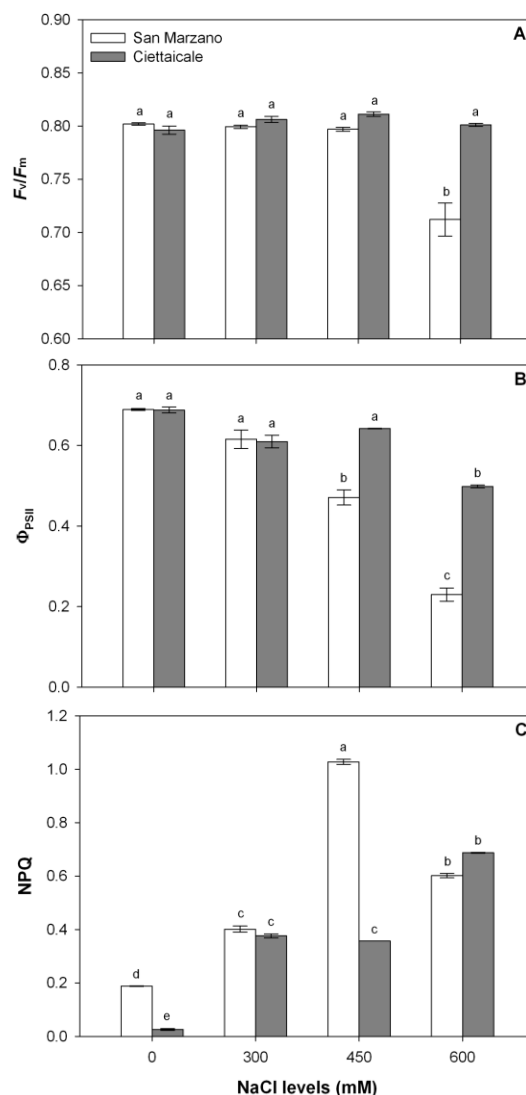 0.90
A
San Marzano
Ciettaicale
0.85
a a a a a a a
0.80
Fv/Fm
0.75
b
0.70
0.65
0.60
0.8
B
a a
a a
a
0.6
b
b
0.4
ΦPSII
c
0.2
0.0
1.2
C
a
1.0
0.8
b b
NPQ
0.6
c c
c
0.4
d
0.2
e
0.0
0 300 450 600
NaCl levels (mM)